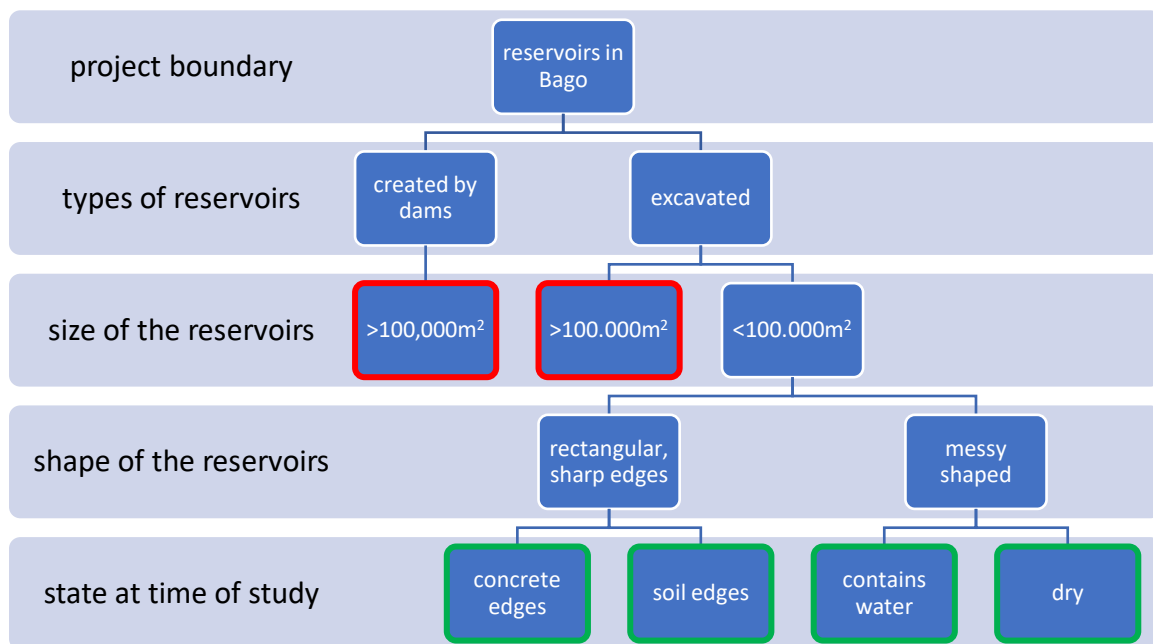 project boundary
reservoirs in
Bago
types of reservoirs
created by
dams
excavated
size of the reservoirs
>100,000m²
>100.000m²
<100.000m²
shape of the reservoirs
rectangular,
sharp edges
messy
shaped
state at time of study
concrete
edges
soil edges
contains
water
dry